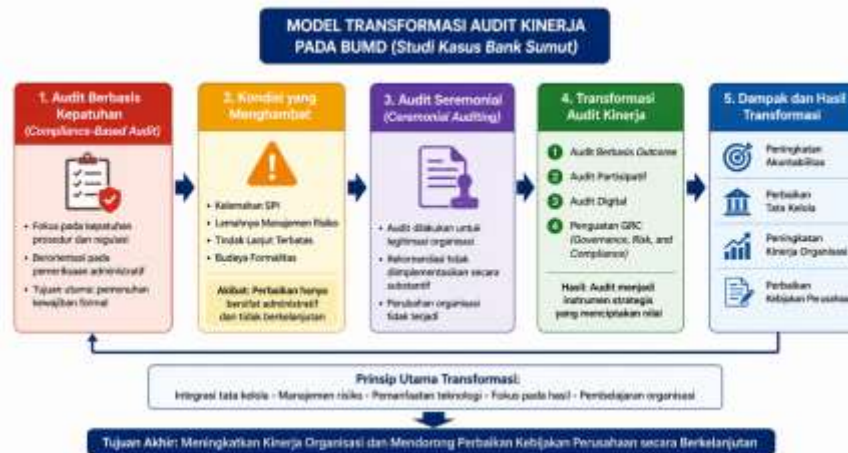 MODEL TRANSFORMASI AUDIT KINERJA
PADA BUMD (Studi Kasus Bank Sumut)
1. Audit Berbasis
Kepatuhan
(Compliance-Based Audit)
• Fokus pada kepatuhan
prosedur dan regulasi
• Berorientasi pada
pemeriksaan administratif
• Tujuan utama: pemenuhan
kewajiban formal
2. Kondisi yang
Menghambat
• Kelemahan SPI
• Lemahnya Manajemen Risiko
• Tindak Lanjut Terbatas
• Budaya Formalitas
Akibat: Perbaikan hanya
bersifat administratif
dan tidak berkelanjutan
3. Audit Seremonial
(Ceremonial Auditing)
• Audit dilakukan untuk
legitimasi organisasi
• Rekomendasi tidak
diimplementasikan secara
substantif
• Perubahan organisasi
tidak terjadi
4. Transformasi
Audit Kinerja
1 Audit Berbasis Outcome
2 Audit Partisipatif
3 Audit Digital
4 Penguatan GRC
(Governance, Risk, and
Compliance)
Hasil: Audit menjadi
instrumen strategis
yang menciptakan nilai
5. Dampak dan Hasil
Transformasi
Peningkatan
Akuntabilitas
Perbaikan
Tata Kelola
Peningkatan
Kinerja Organisasi
Perbaikan
Kebijakan Perusahaan
Prinsip Utama Transformasi:
Integrasi tata kelola - Manajemen risiko - Pemanfaatan teknologi - Fokus pada hasil - Pembelajaran organisasi
Tujuan Akhir: Meningkatkan Kinerja Organisasi dan Mendorong Perbaikan Kebijakan Perusahaan secara Berkelanjutan